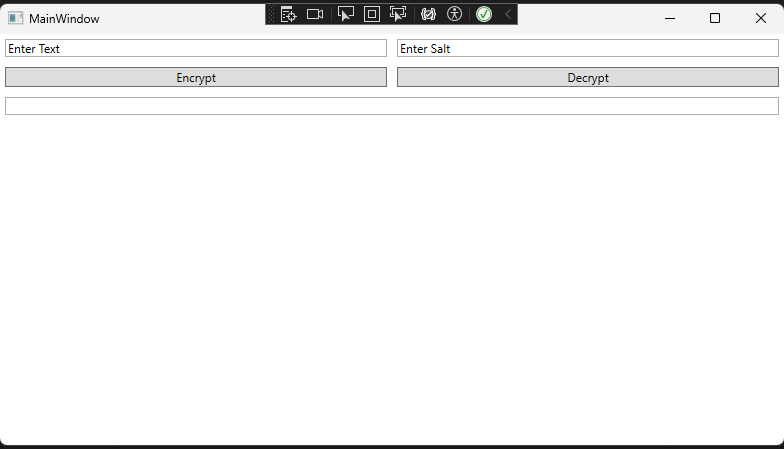 MainWindow
Enter Text
Enter Salt
Encrypt
Decrypt